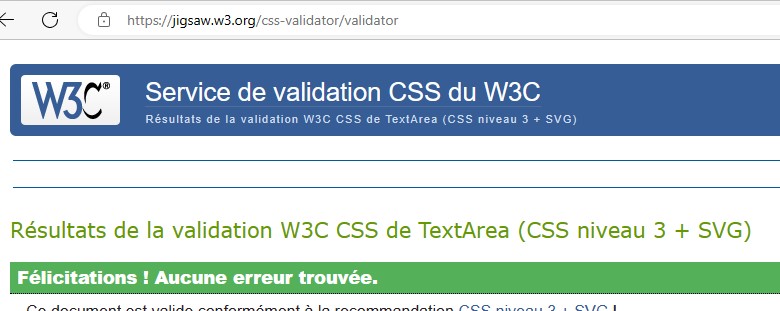 https://jigsaw.w3.org/css-validator/validator
W3C® Service de validation CSS du W3C
Résultats de la validation W3C CSS de TextArea (CSS niveau 3 + SVG)
Résultats de la validation W3C CSS de TextArea (CSS niveau 3 + SVG)
Félicitations ! Aucune erreur trouvée.
Ce document est valide conformément à la recommandation CSS niveau 3 + SVG !